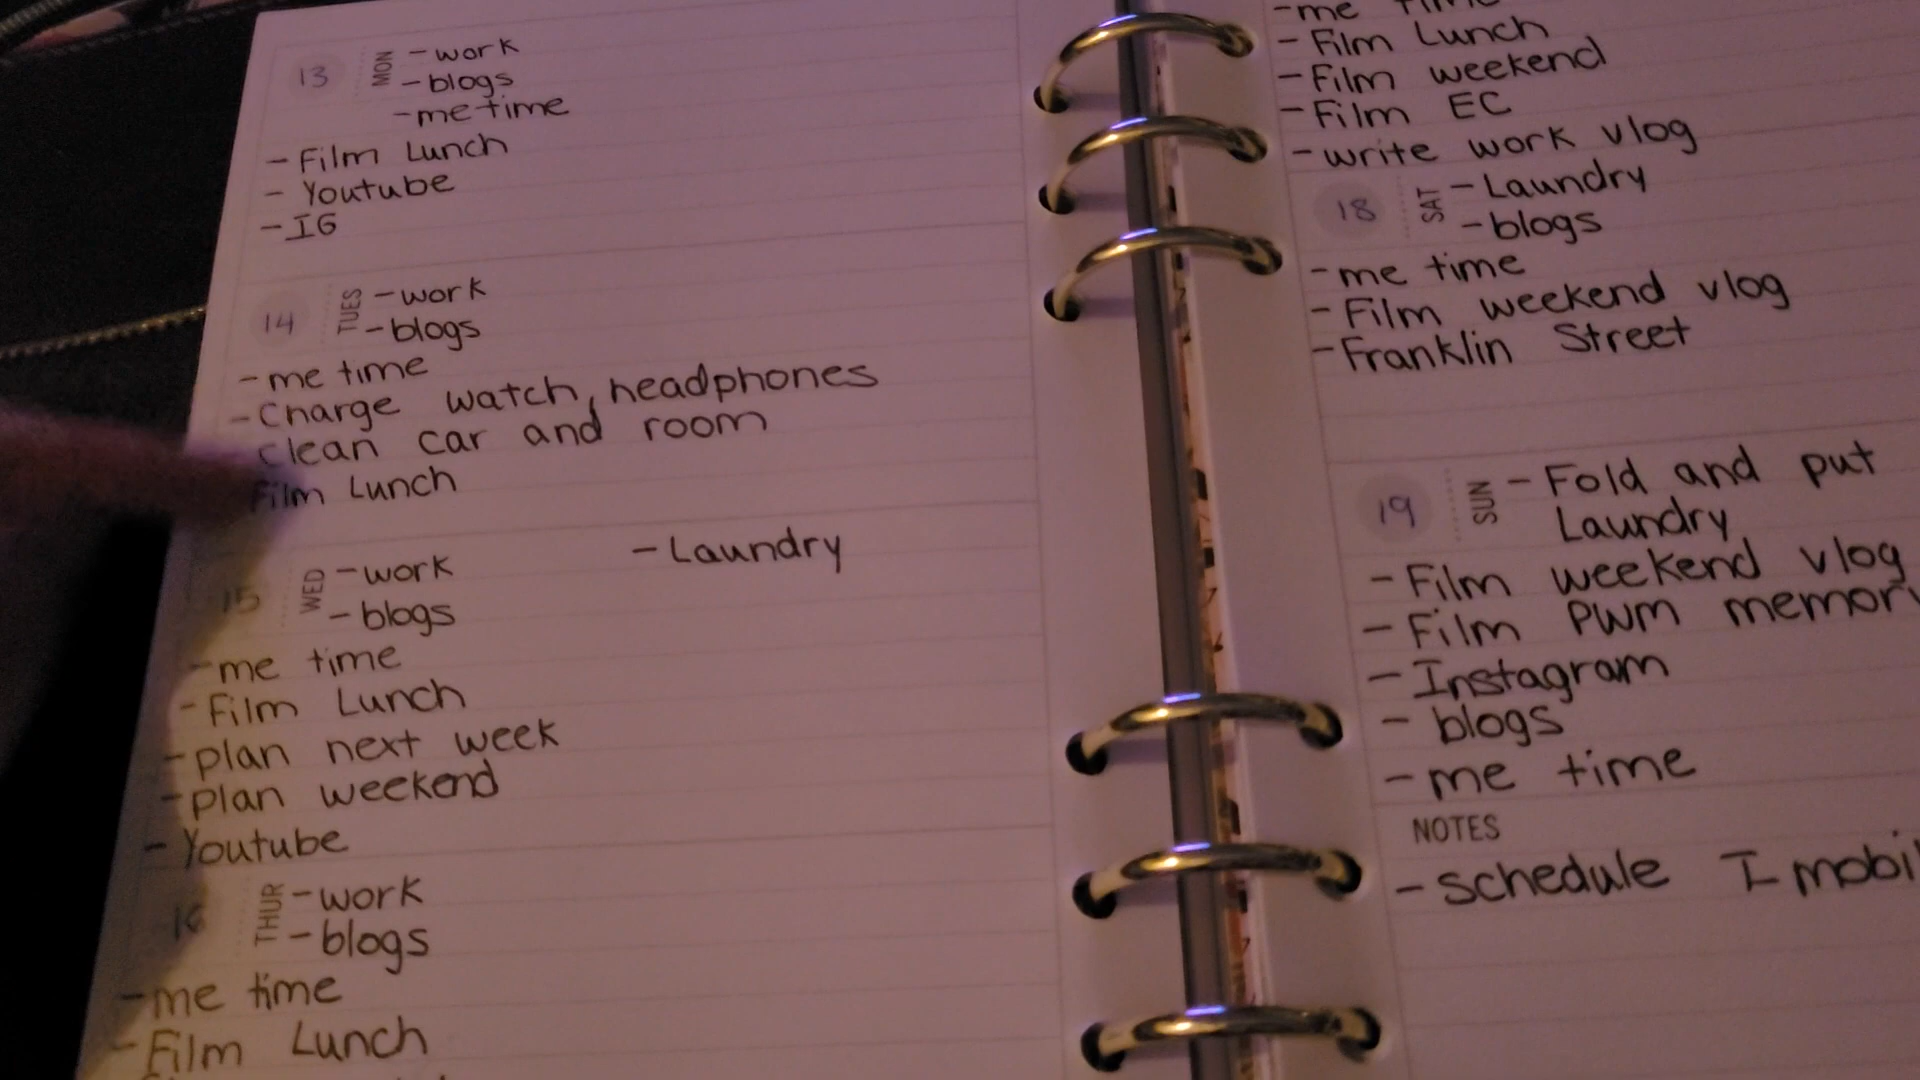 13 MON - work
- blogs
- me time
- Film Lunch
- Youtube
- IG
14 TUES - work
- blogs
- me time
- Charge watch, headphones
clean car and room
Film Lunch
15 WED - work - Laundry
- blogs
- me time
- Film Lunch
- plan next week
- plan weekend
- Youtube
16 THUR - work
- blogs
- me time
- Film Lunch
- me time
- Film Lunch
- Film weekend
- Film EC
- write work vlog
18 SAT - Laundry
- blogs
- me time
- Film weekend vlog
- Franklin Street
19 SUN - Fold and put
Laundry
- Film weekend vlog
- Film PWM
- Instagram
- blogs
- me time
NOTES
- schedule